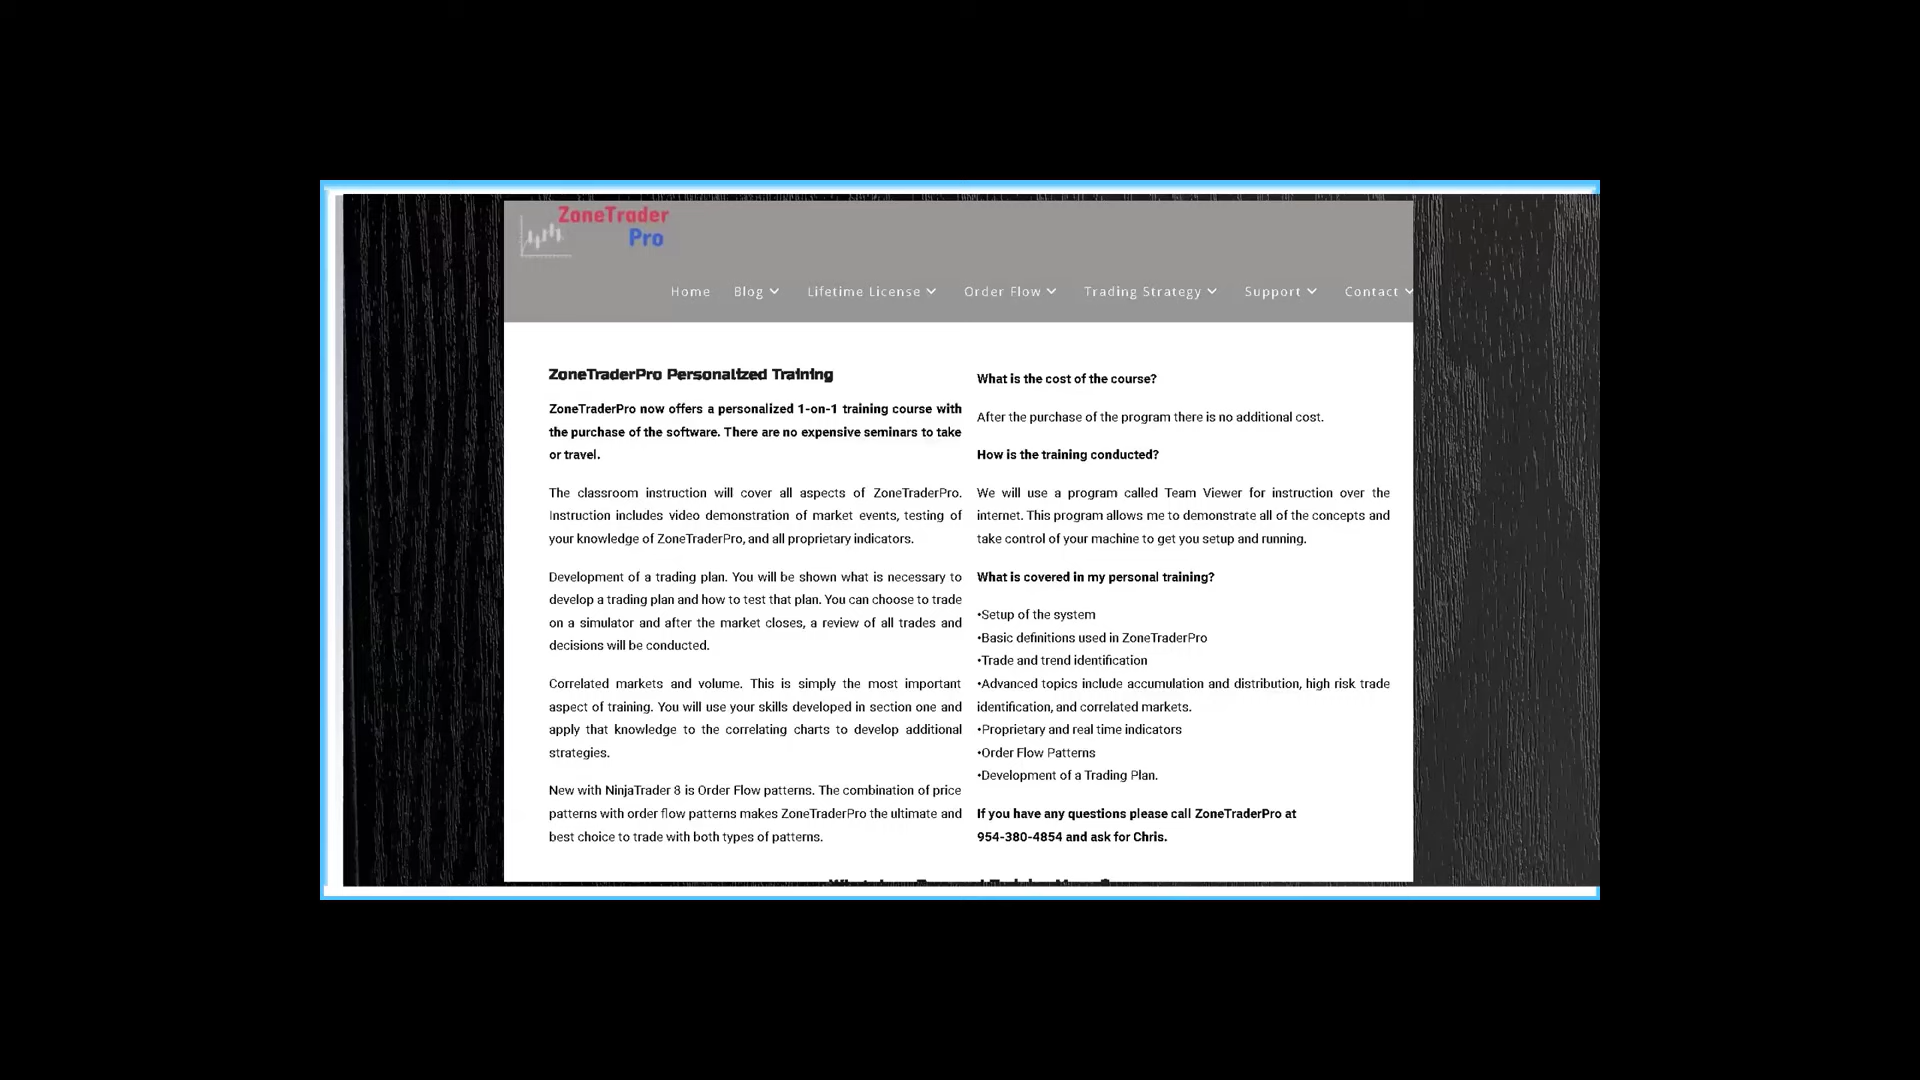 ZoneTrader
Pro
Home Blog Lifetime License Order Flow Trading Strategy Support Contact
ZoneTraderPro Personalized Training
ZoneTraderPro now offers a personalized 1-on-1 training course with
the purchase of the software. There are no expensive seminars to take
or travel.
The classroom instruction will cover all aspects of ZoneTraderPro.
Instruction includes video demonstration of market events, testing of
your knowledge of ZoneTraderPro, and all proprietary indicators.
Development of a trading plan. You will be shown what is necessary to
develop a trading plan and how to test that plan. You can choose to trade
on a simulator and after the market closes, a review of all trades and
decisions will be conducted.
Correlated markets and volume. This is simply the most important
aspect of training. You will use your skills developed in section one and
apply that knowledge to the correlating charts to develop additional
strategies.
New with NinjaTrader 8 is Order Flow patterns. The combination of price
patterns with order flow patterns makes ZoneTraderPro the ultimate and
best choice to trade with both types of patterns.
What is the cost of the course?
After the purchase of the program there is no additional cost.
How is the training conducted?
We will use a program called Team Viewer for instruction over the
internet. This program allows me to demonstrate all of the concepts and
take control of your machine to get you setup and running.
What is covered in my personal training?
•Setup of the system
•Basic definitions used in ZoneTraderPro
•Trade and trend identification
•Advanced topics include accumulation and distribution, high risk trade
identification, and correlated markets.
•Proprietary and real time indicators
•Order Flow Patterns
•Development of a Trading Plan.
If you have any questions please call ZoneTraderPro at
954-380-4854 and ask for Chris.